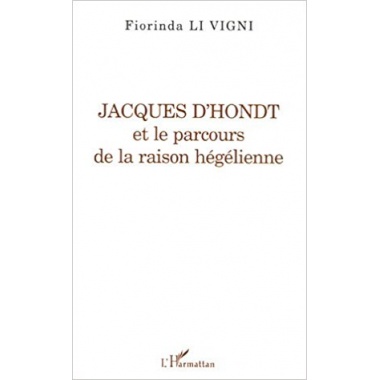 Fiorinda LI VIGNI
JACQUES D'HONDT
et le parcours
de la raison hégélienne
L'Harmattan